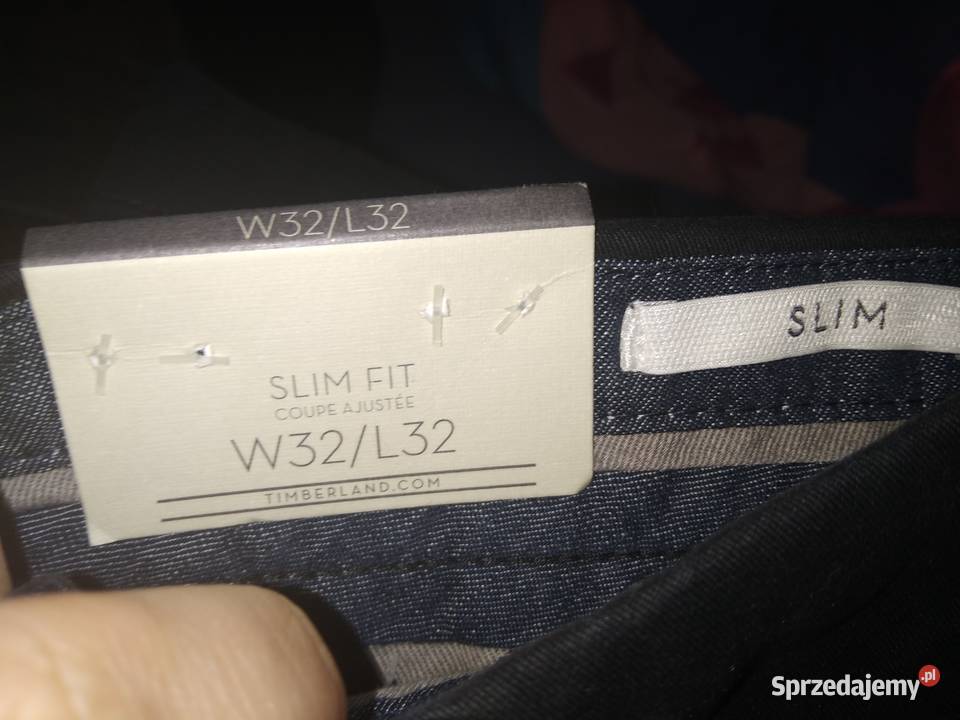 W32/L32
SLIM FIT
COUPE AJUSTÉE
W32/L32
TIMBERLAND.COM
SLIM
Sprzedajemy.pl